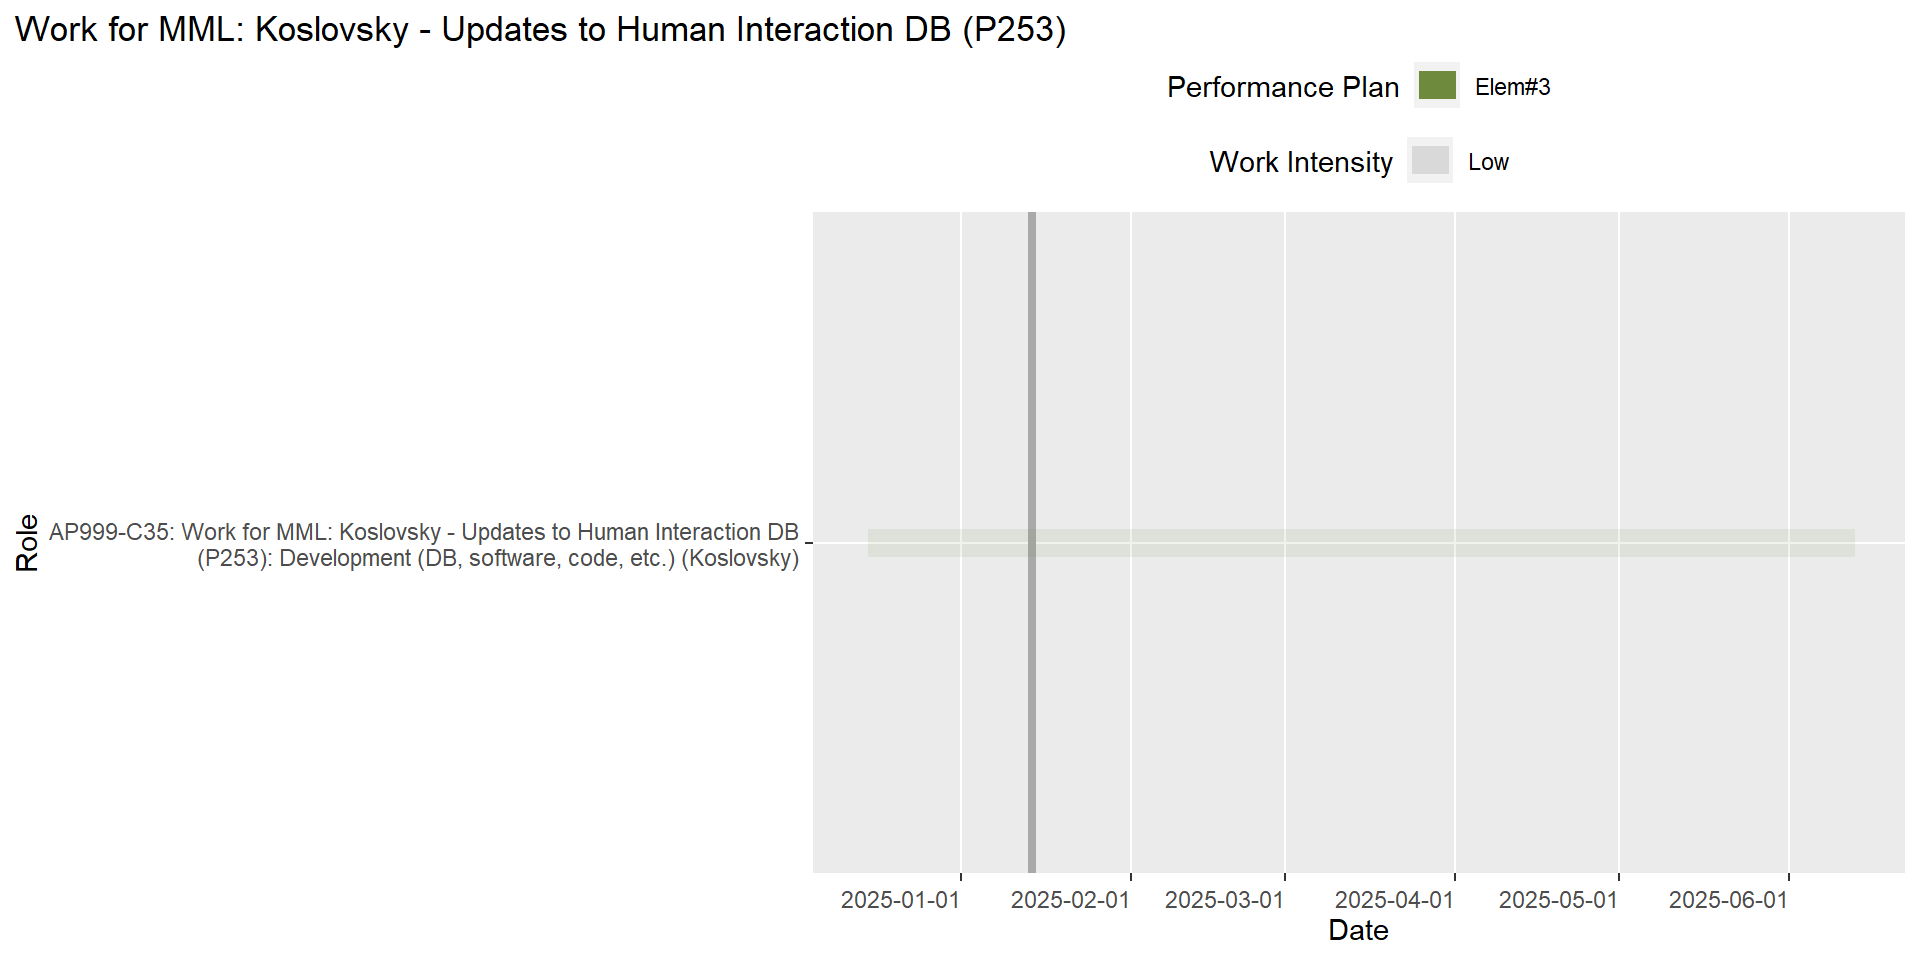 Work for MML: Koslovsky - Updates to Human Interaction DB (P253)
Performance Plan
Elem#3
Work Intensity
Low
Role
AP999-C35: Work for MML: Koslovsky - Updates to Human Interaction DB
(P253): Development (DB, software, code, etc.) (Koslovsky)
2025-01-01
2025-02-01
2025-03-01
2025-04-01
2025-05-01
2025-06-01
Date